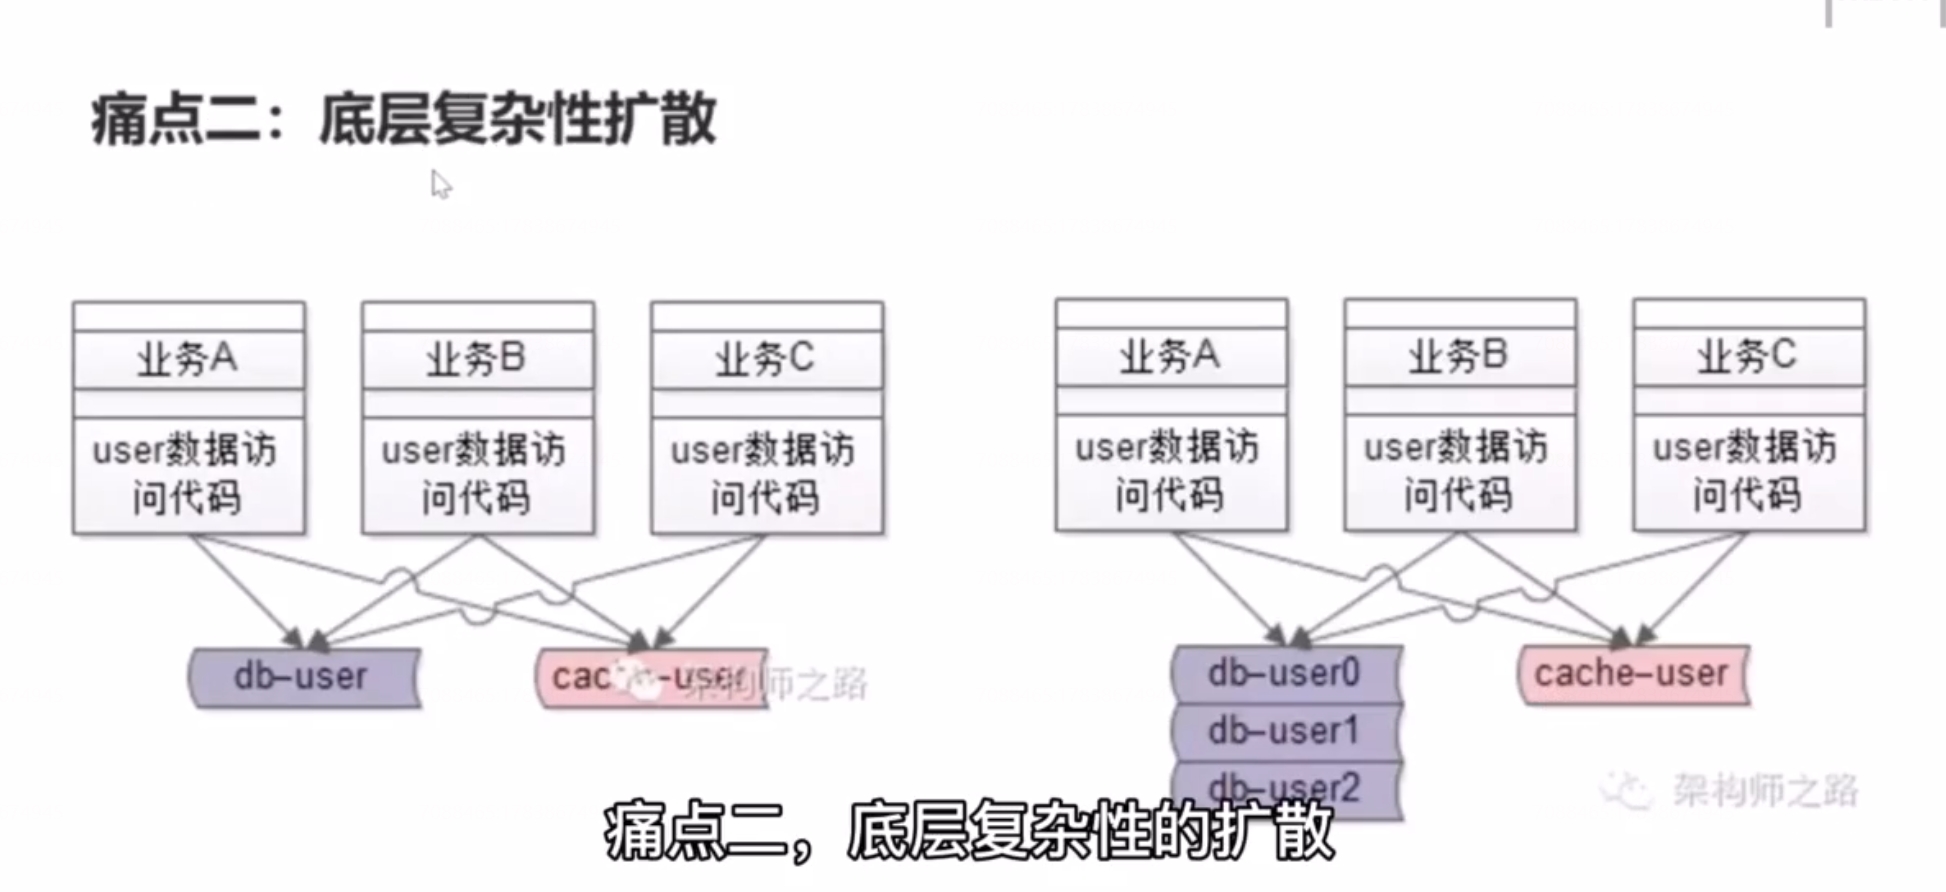 痛点二：底层复杂性扩散
业务A
业务B
业务C
user数据访
问代码
user数据访
问代码
user数据访
问代码
db-user
架构师之路
业务A
业务B
业务C
user数据访
问代码
user数据访
问代码
user数据访
问代码
db-user0
db-user1
db-user2
cache-user
架构师之路
痛点二，底层复杂性的扩散